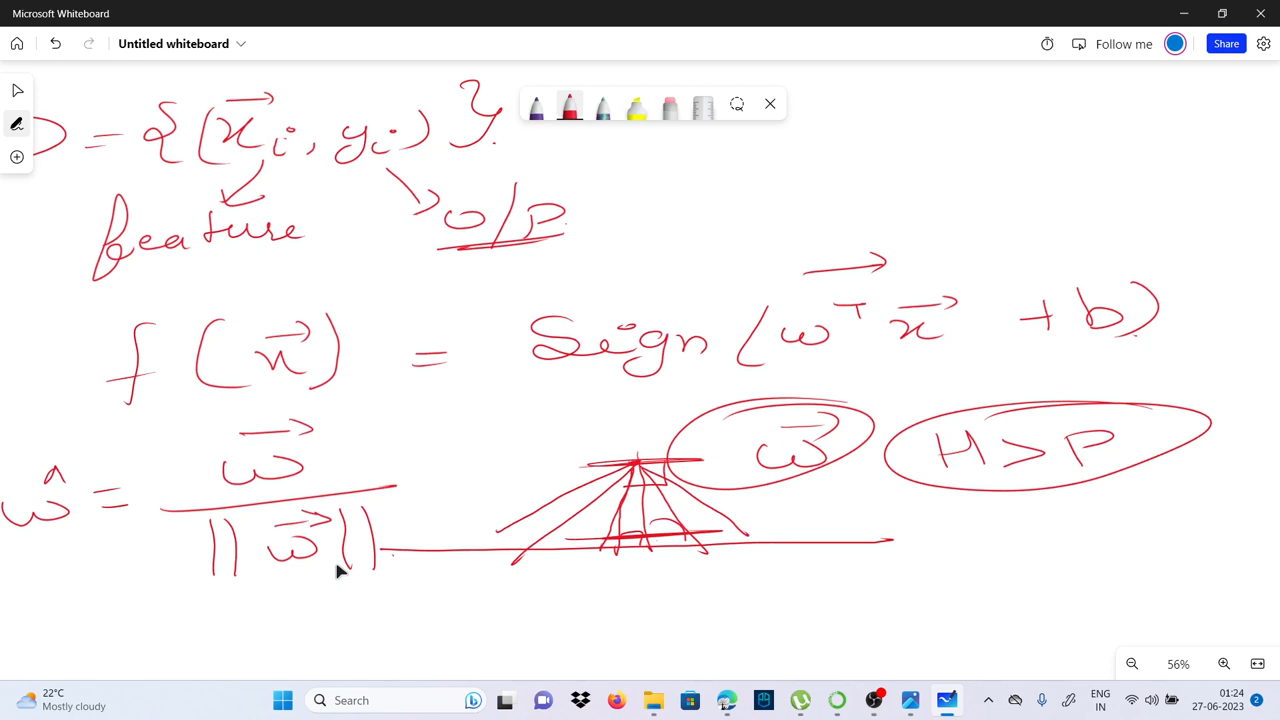 Microsoft Whiteboard
Untitled whiteboard
Follow me
Share
D = {(x⃗i, yi)}
feature
O/P
f(x⃗) = Sign(w⃗ᵀ x⃗ + b)
ŵ = w⃗ / ||w⃗||
w⃗
H > P
56%
22°C
Mostly cloudy
Search
ENG
IN
01:24
27-06-2023
2